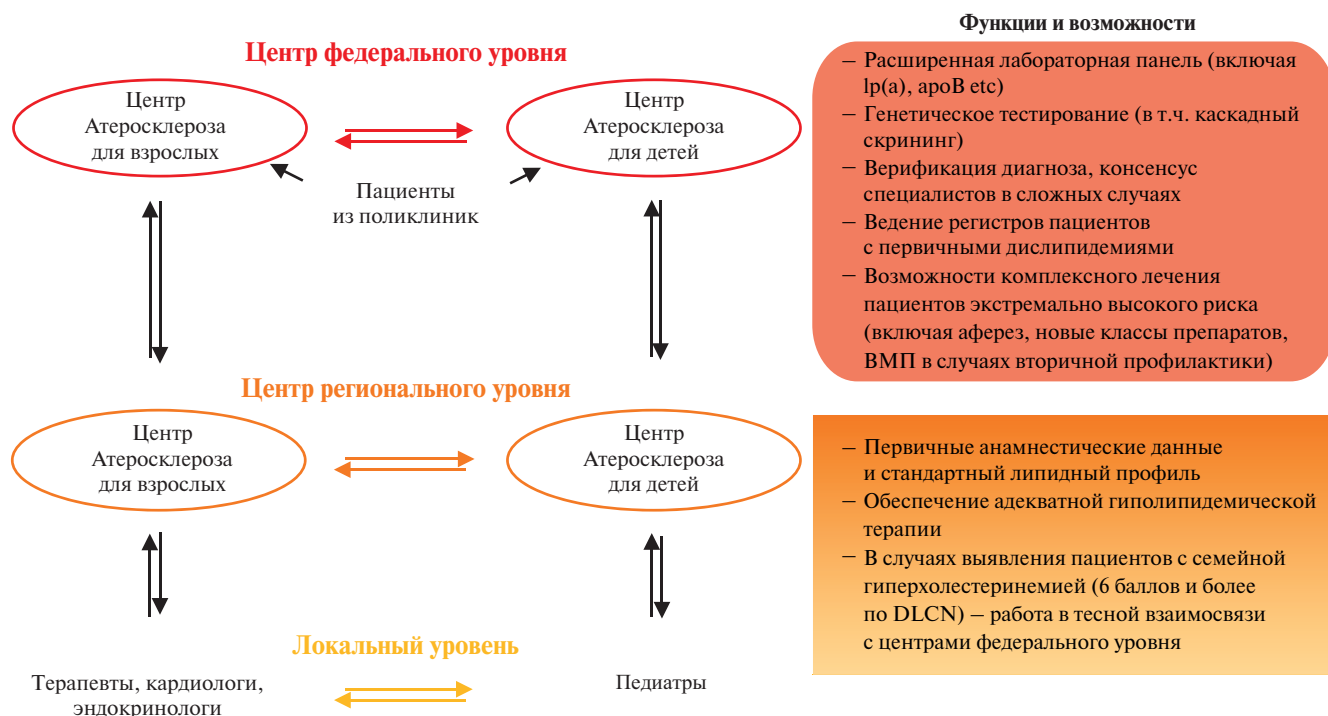 Функции и возможности
Центр федерального уровня
Центр
Атеросклероза
для взрослых
Центр
Атеросклероза
для детей
Пациенты
из поликлиник
– Расширенная лабораторная панель (включая
lp(a), apoB etc)
– Генетическое тестирование (в т.ч. каскадный
скрининг)
– Верификация диагноза, консенсус
специалистов в сложных случаях
– Ведение регистров пациентов
с первичными дислипидемиями
– Возможности комплексного лечения
пациентов экстремально высокого риска
(включая аферез, новые классы препаратов,
ВМП в случаях вторичной профилактики)
Центр регионального уровня
Центр
Атеросклероза
для взрослых
Центр
Атеросклероза
для детей
– Первичные анамнестические данные
и стандартный липидный профиль
– Обеспечение адекватной гиполипидемической
терапии
– В случаях выявления пациентов с семейной
гиперхолестеринемией (6 баллов и более
по DLCN) – работа в тесной взаимосвязи
с центрами федерального уровня
Локальный уровень
Терапевты, кардиологи,
эндокринологи
Педиатры